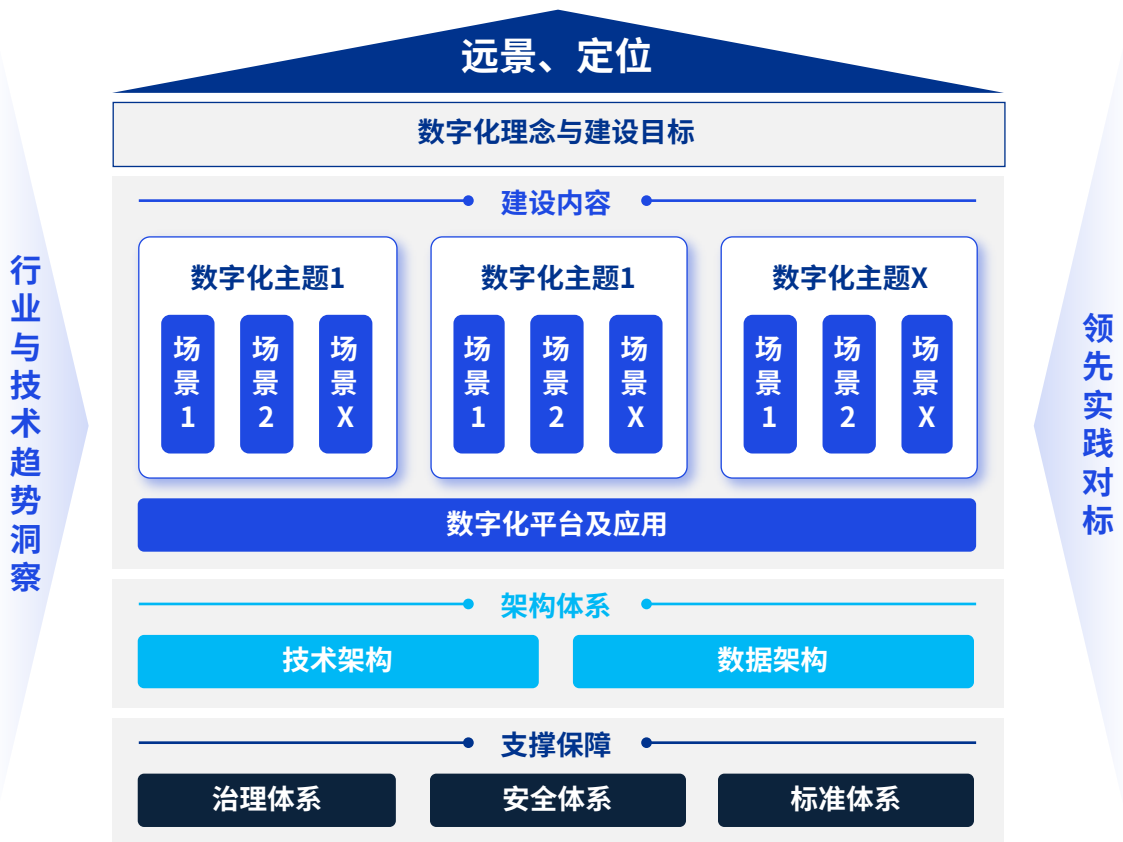 远景、定位
数字化理念与建设目标
建设内容
数字化主题1
场景1
场景2
场景X
数字化主题1
场景1
场景2
场景X
数字化主题X
场景1
场景2
场景X
数字化平台及应用
架构体系
技术架构
数据架构
支撑保障
治理体系
安全体系
标准体系
行业与技术趋势洞察
领先实践对标